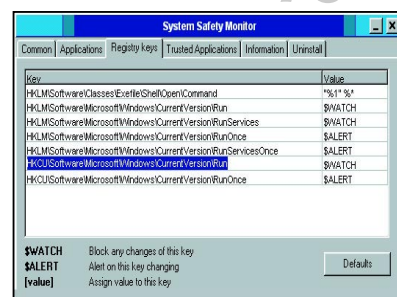 System Safety Monitor
Common Applications Registry keys Trusted Applications Information Uninstall
Key Value
HKLM\Software\Classes\Exefile\Shell\Open\Command "%1" %*
HKLM\Software\Microsoft\Windows\CurrentVersion\Run $WATCH
HKLM\Software\Microsoft\Windows\CurrentVersion\RunServices $WATCH
HKLM\Software\Microsoft\Windows\CurrentVersion\RunOnce $ALERT
HKLM\Software\Microsoft\Windows\CurrentVersion\RunServicesOnce $ALERT
HKCU\Software\Microsoft\Windows\CurrentVersion\Run $WATCH
HKCU\Software\Microsoft\Windows\CurrentVersion\RunOnce $ALERT
$WATCH Block any changes of this key
$ALERT Alert on this key changing
[value] Assign value to this key
Defaults